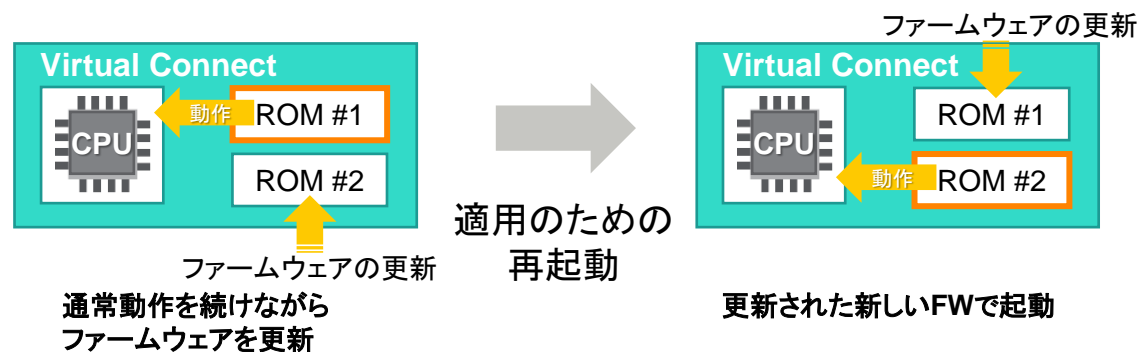 Virtual Connect
CPU
動作
ROM #1
ROM #2
ファームウェアの更新
通常動作を続けながら
ファームウェアを更新
適用のための
再起動
ファームウェアの更新
Virtual Connect
CPU
ROM #1
動作
ROM #2
更新された新しいFWで起動